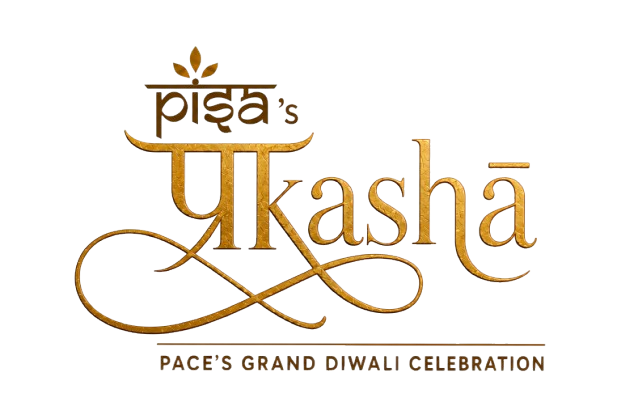 pisa's
प्रkashā
PACE'S GRAND DIWALI CELEBRATION